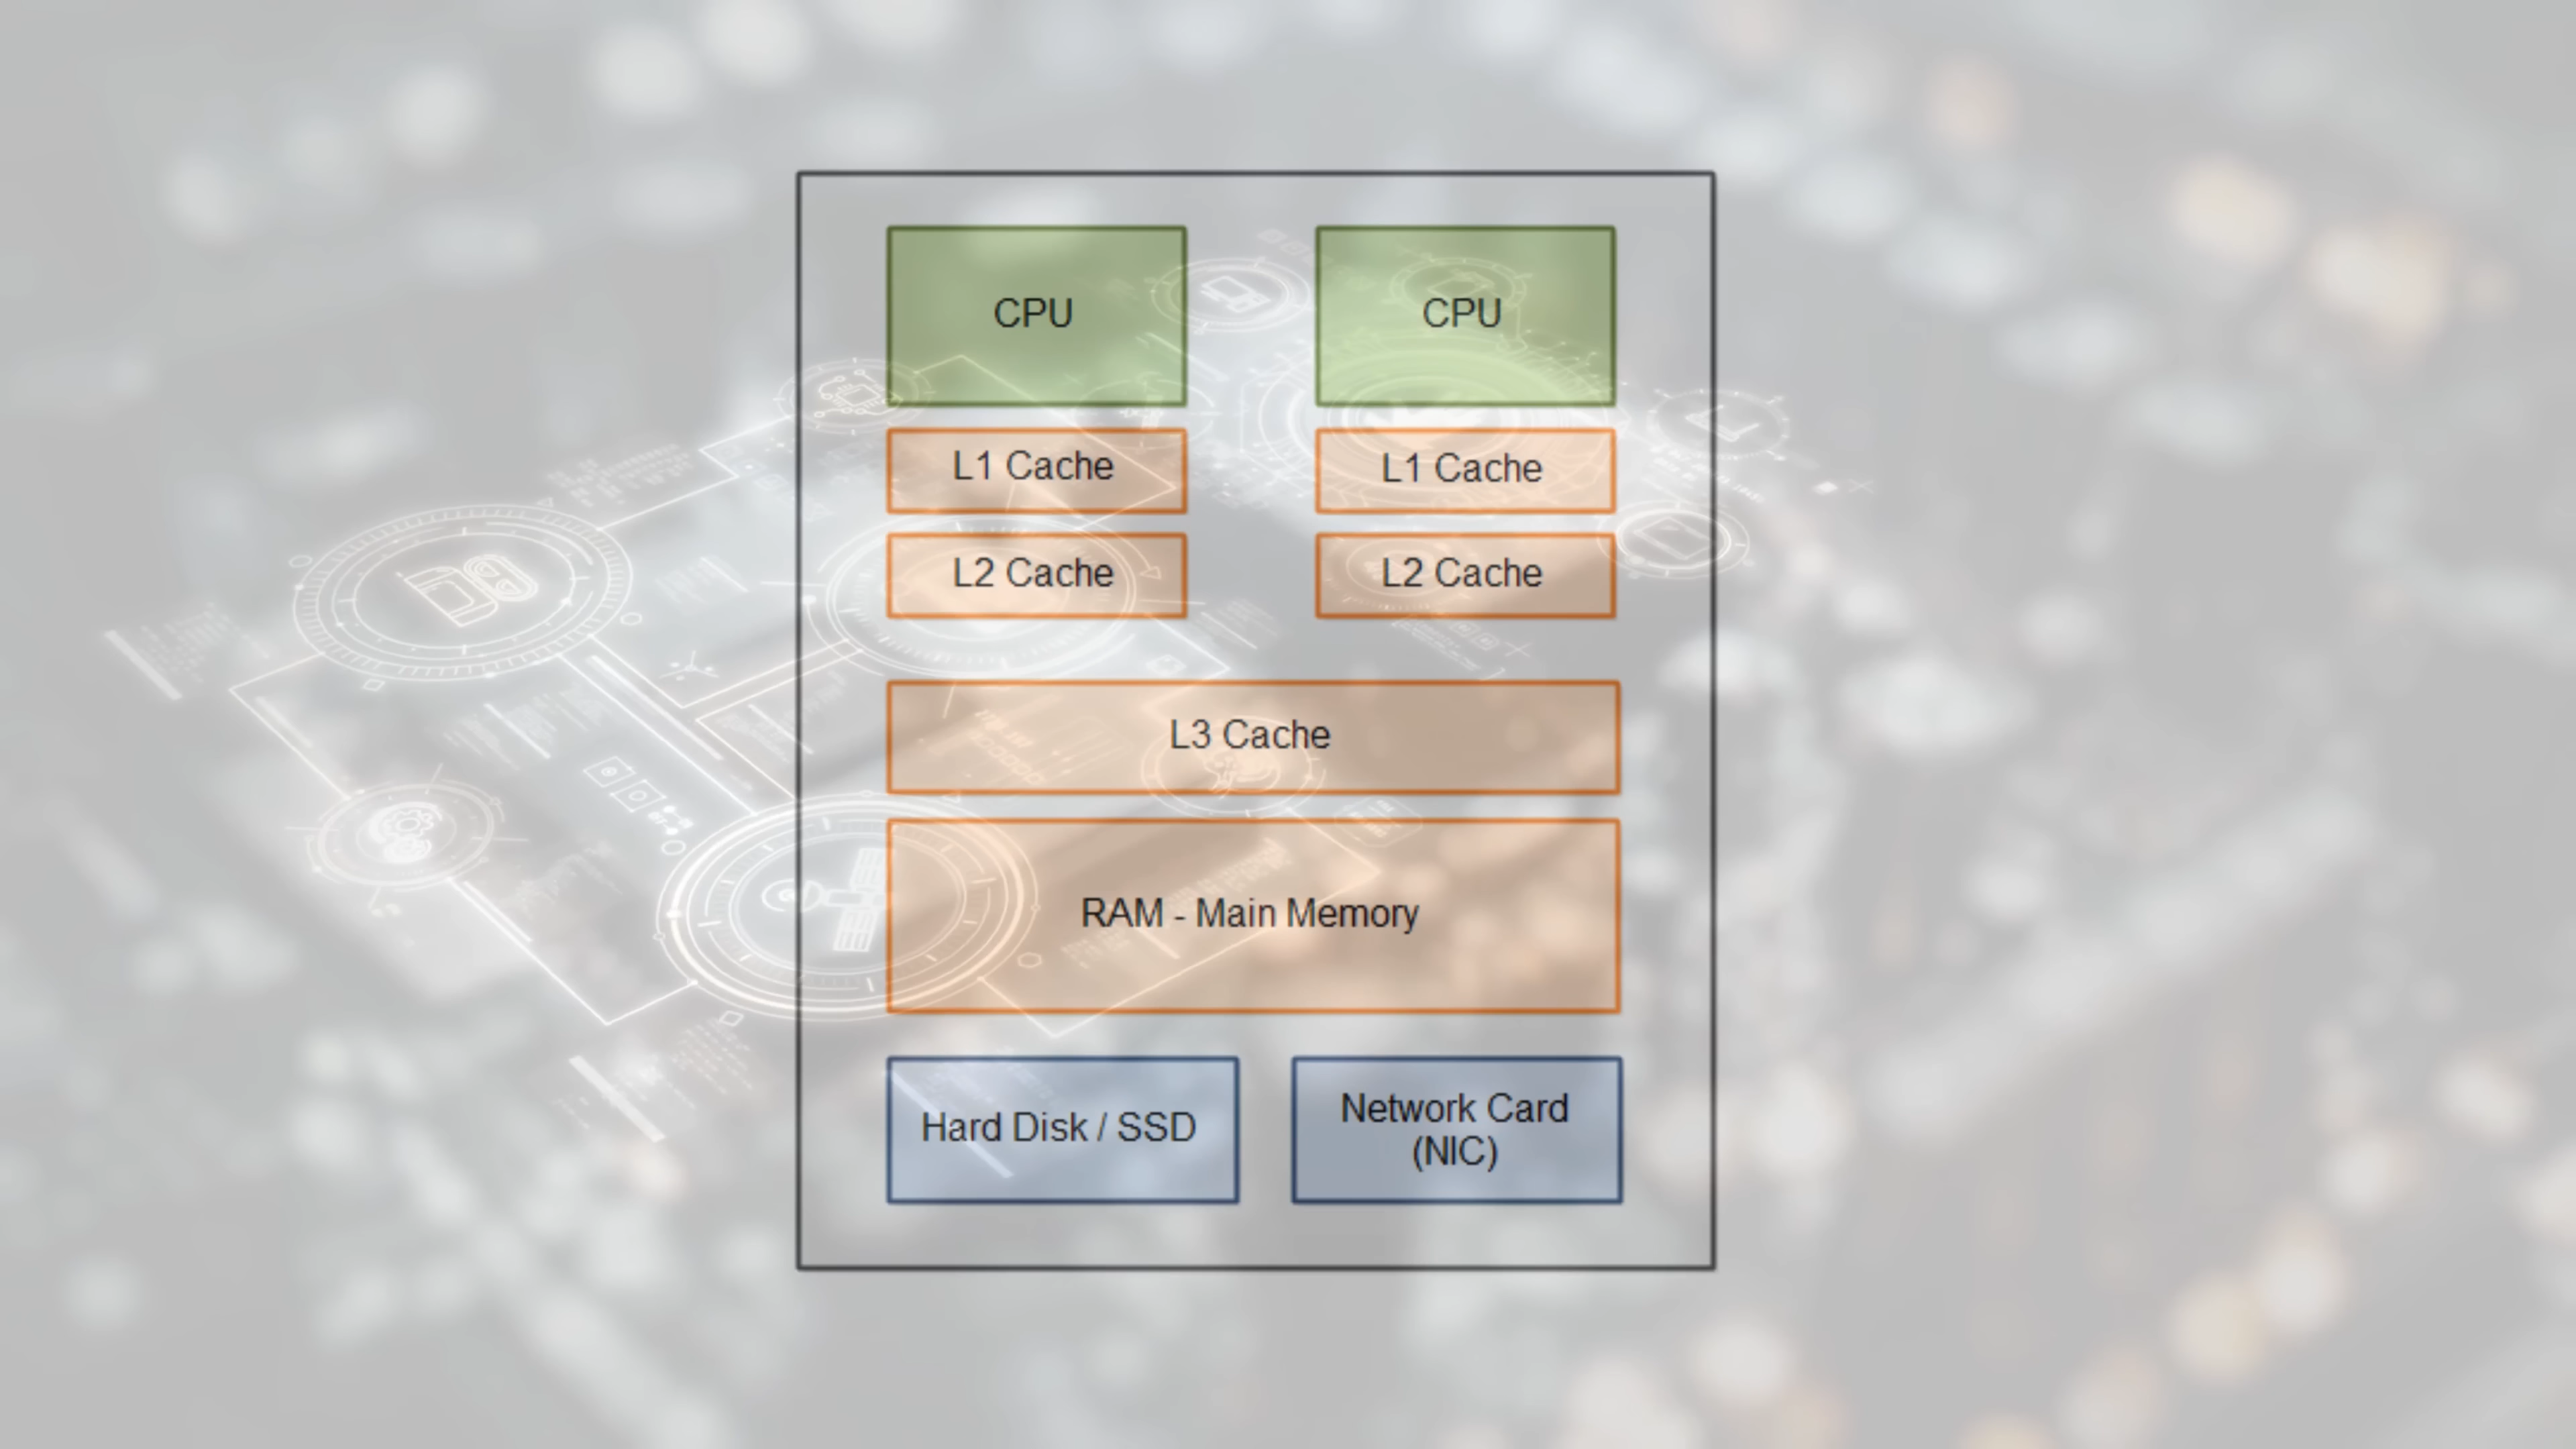 CPU
CPU
L1 Cache
L1 Cache
L2 Cache
L2 Cache
L3 Cache
RAM - Main Memory
Hard Disk / SSD
Network Card
(NIC)